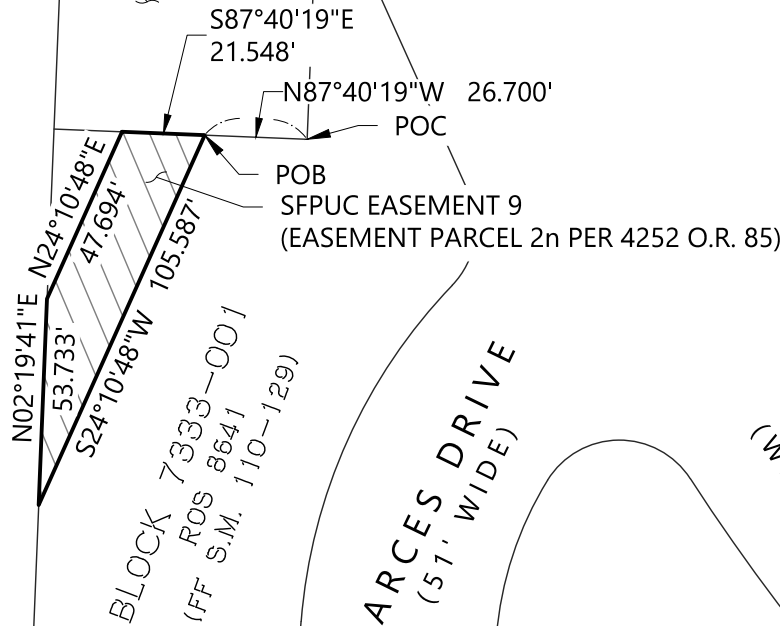 S87°40'19"E
21.548'
N87°40'19"W 26.700'
POC
POB
SFPUC EASEMENT 9
(EASEMENT PARCEL 2n PER 4252 O.R. 85)
N24°10'48"E
47.694'
N02°19'41"E
53.733'
S24°10'48"W 105.587'
BLOCK 7333-001
ROS 8641
(FF S.M. 110-129)
ARCES DRIVE
(51' WIDE)
(W